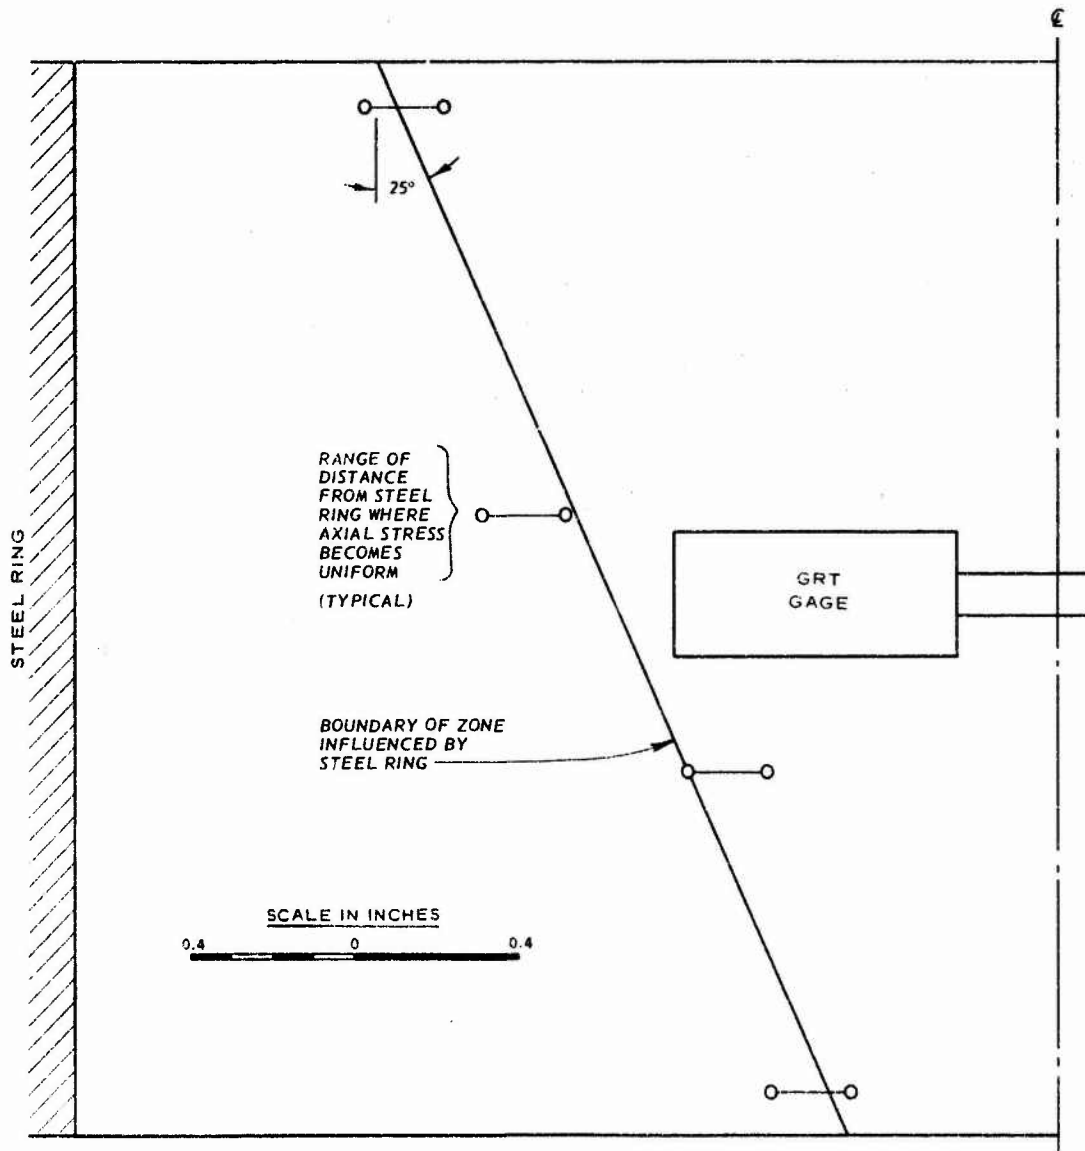 ℄
25°
RANGE OF
DISTANCE
FROM STEEL
RING WHERE
AXIAL STRESS
BECOMES
UNIFORM
(TYPICAL)
GRT
GAGE
STEEL RING
BOUNDARY OF ZONE
INFLUENCED BY
STEEL RING
SCALE IN INCHES
0.4 0 0.4